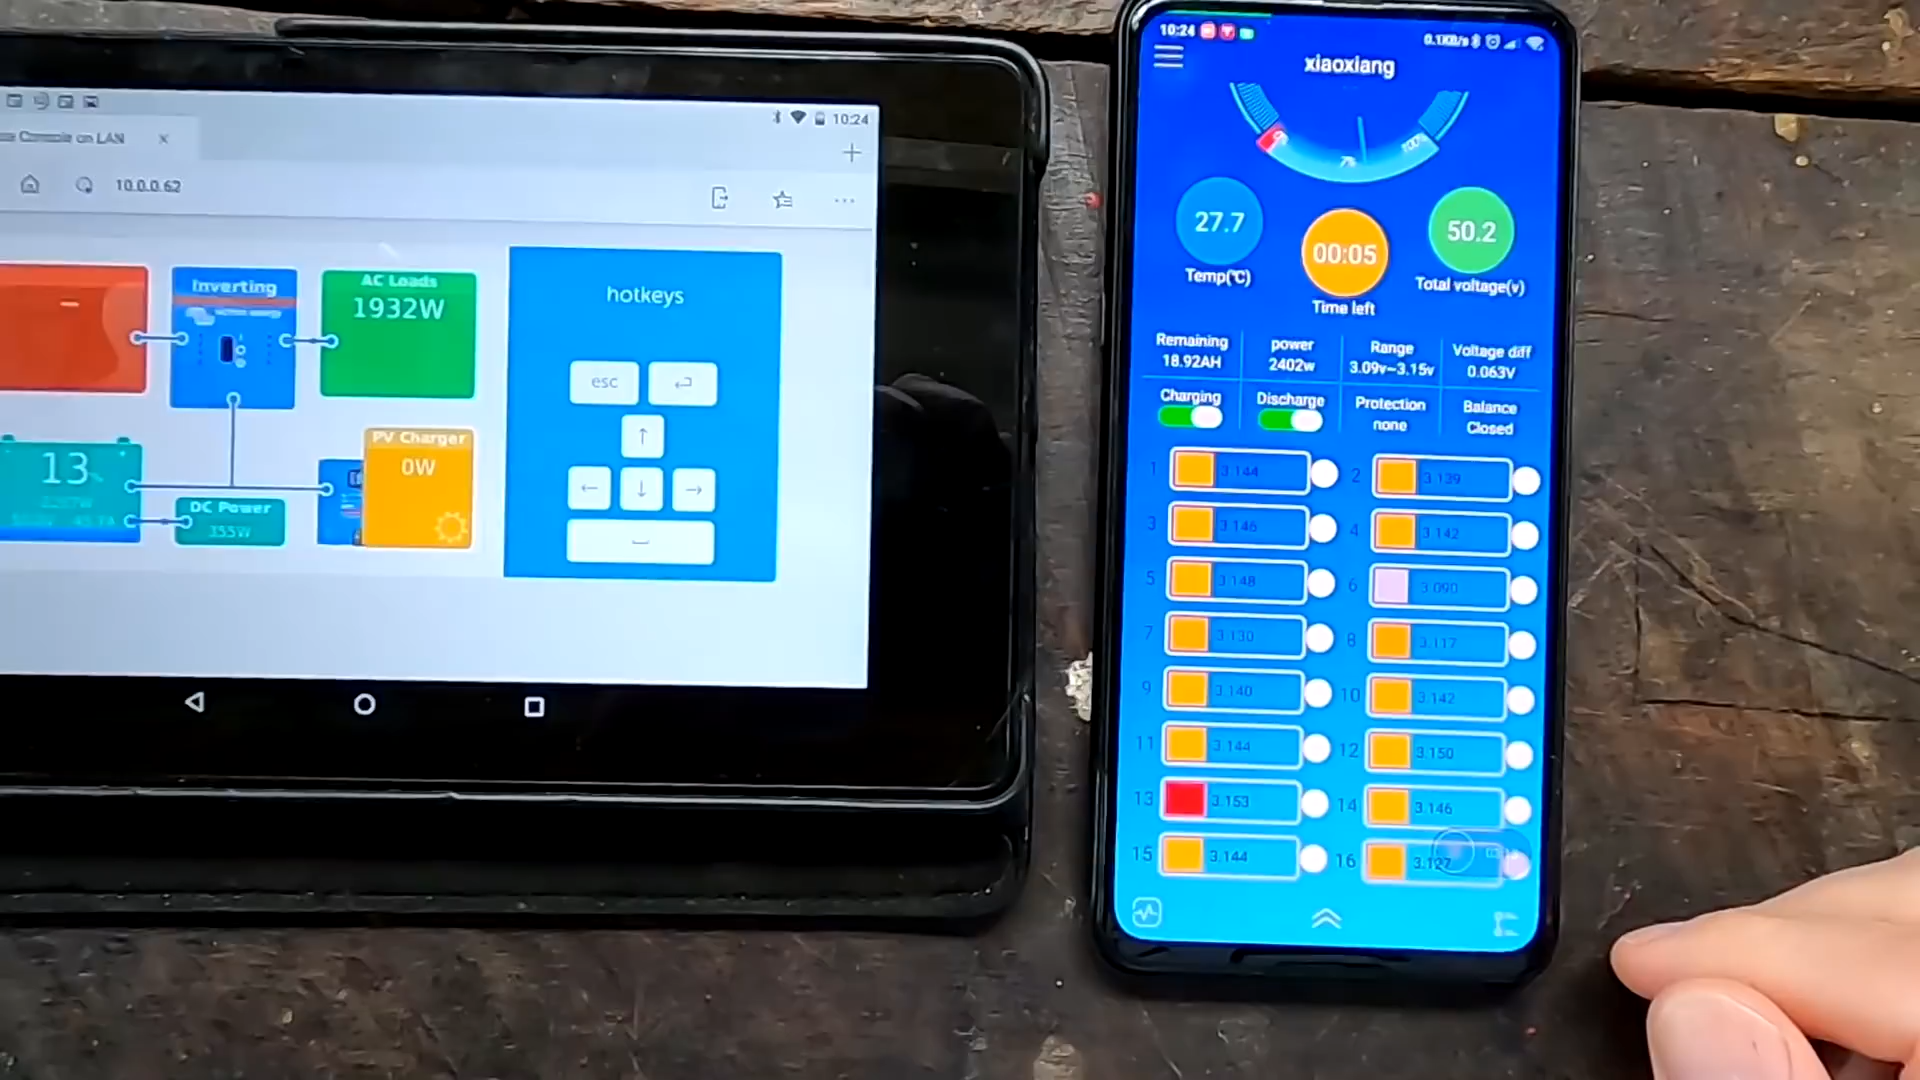 10:24
Console on LAN
10.0.0.62
Inverting
AC Loads
1932W
hotkeys
esc
13
DC Power
355W
PV Charger
0W
10:24
0.1KB/s
xiaoxiang
100%
27.7
Temp(℃)
00:05
Time left
50.2
Total voltage(v)
Remaining
18.92AH
power
2402w
Range
3.09v~3.15v
Voltage diff
0.063V
Charging
Discharge
Protection
none
Balance
Closed
1 3.144
2 3.139
3 3.146
4 3.142
5 3.148
6 3.090
7 3.130
8 3.117
9 3.140
10 3.142
11 3.144
12 3.150
13 3.153
14 3.146
15 3.144
16 3.127